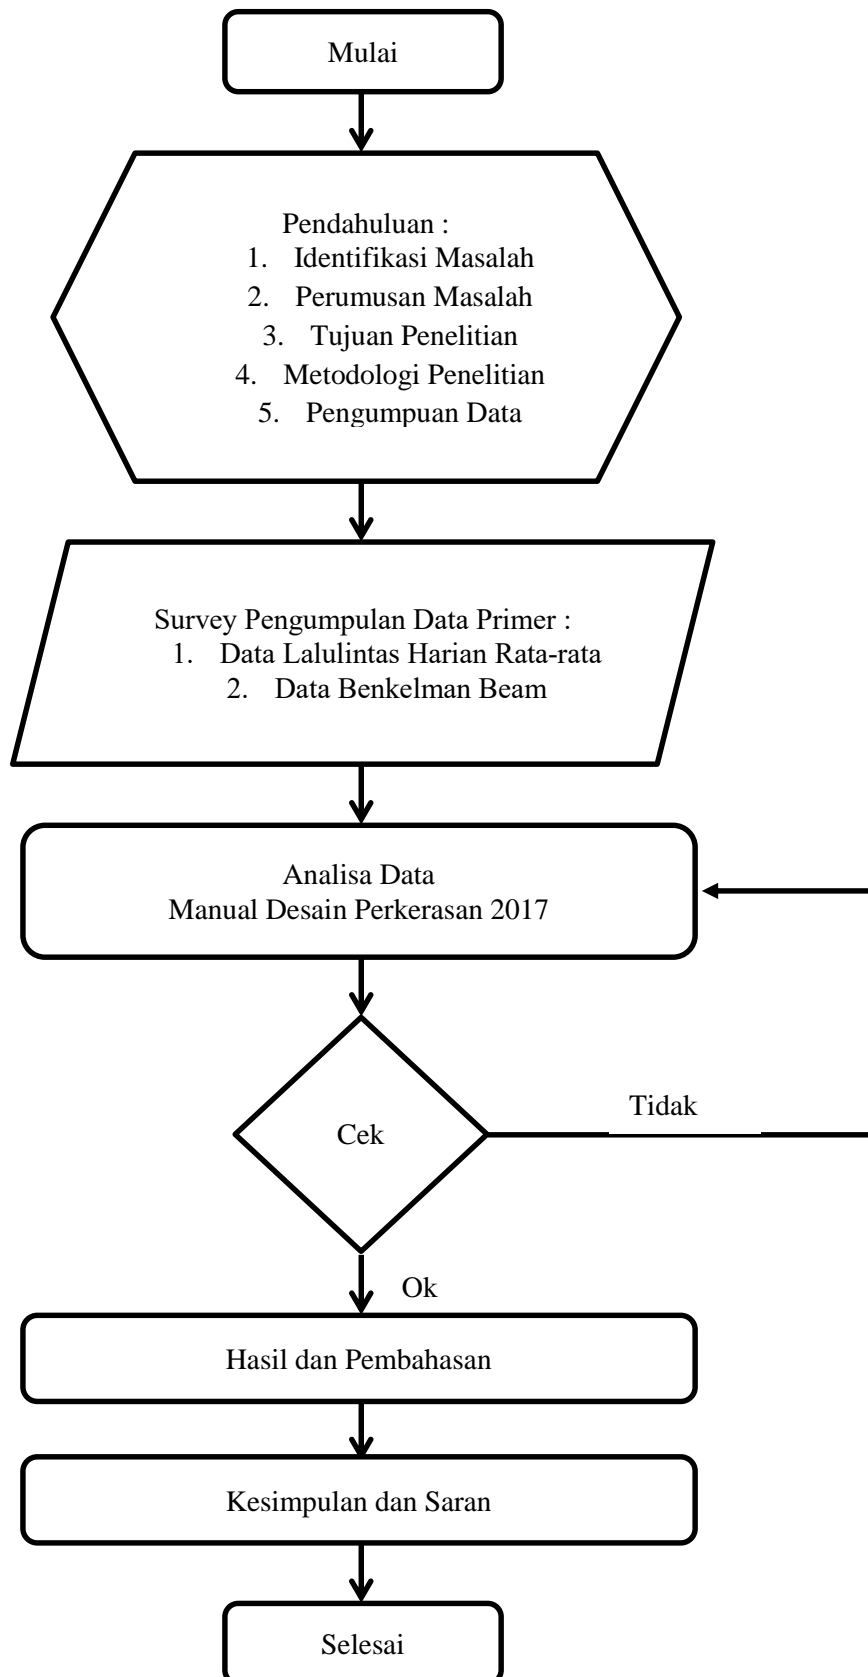 Mulai
Pendahuluan :
1. Identifikasi Masalah
2. Perumusan Masalah
3. Tujuan Penelitian
4. Metodologi Penelitian
5. Pengumpuan Data
Survey Pengumpulan Data Primer :
1. Data Lalulintas Harian Rata-rata
2. Data Benkelman Beam
Analisa Data
Manual Desain Perkerasan 2017
Tidak
Cek
Ok
Hasil dan Pembahasan
Kesimpulan dan Saran
Selesai